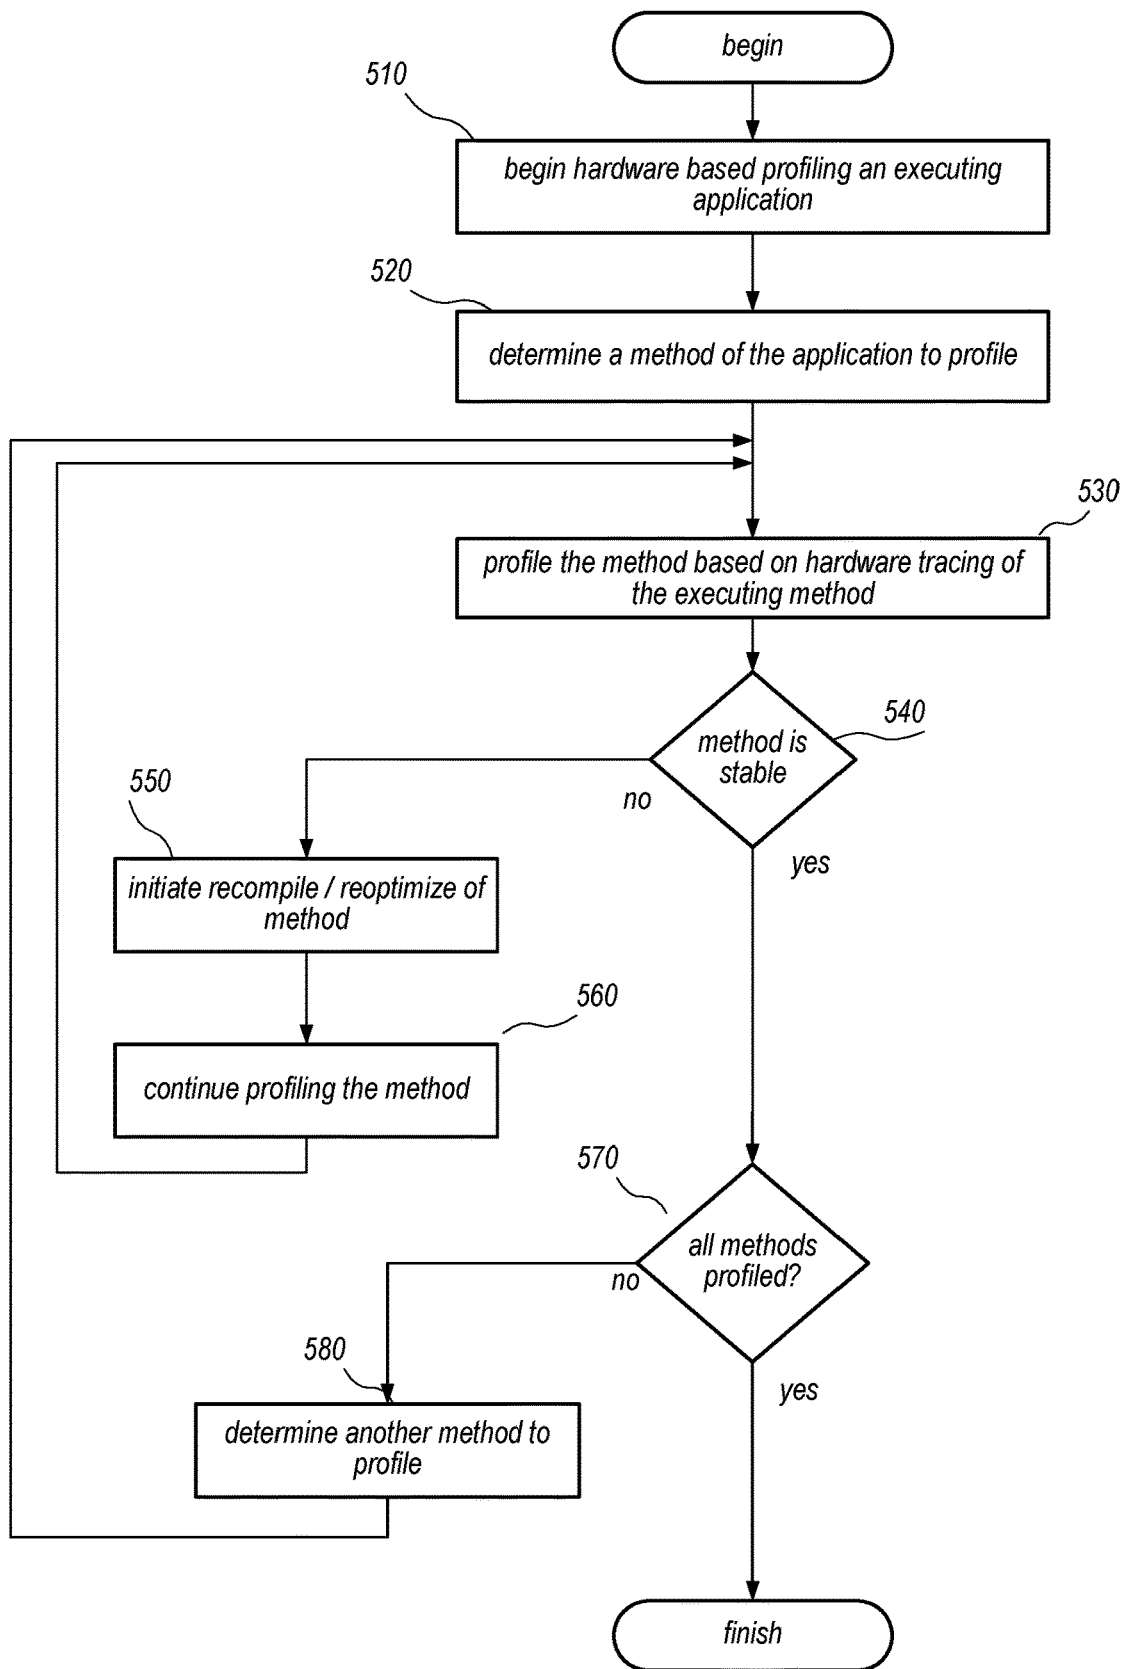 begin
510
begin hardware based profiling an executing
application
520
determine a method of the application to profile
530
profile the method based on hardware tracing of
the executing method
540
method is
stable
no
yes
550
initiate recompile / reoptimize of
method
560
continue profiling the method
570
all methods
profiled?
no
yes
580
determine another method to
profile
finish